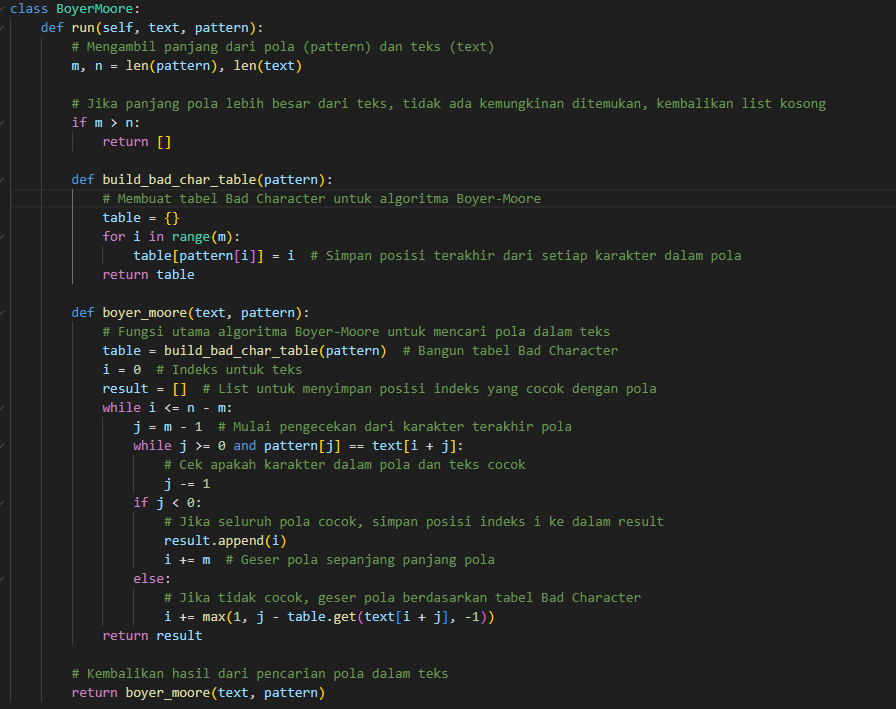 class BoyerMoore:
    def run(self, text, pattern):
        # Mengambil panjang dari pola (pattern) dan teks (text)
        m, n = len(pattern), len(text)

        # Jika panjang pola lebih besar dari teks, tidak ada kemungkinan ditemukan, kembalikan list kosong
        if m > n:
            return []

        def build_bad_char_table(pattern):
            # Membuat tabel Bad Character untuk algoritma Boyer-Moore
            table = {}
            for i in range(m):
                table[pattern[i]] = i  # Simpan posisi terakhir dari setiap karakter dalam pola
            return table

        def boyer_moore(text, pattern):
            # Fungsi utama algoritma Boyer-Moore untuk mencari pola dalam teks
            table = build_bad_char_table(pattern)  # Bangun tabel Bad Character
            i = 0  # Indeks untuk teks
            result = []  # List untuk menyimpan posisi indeks yang cocok dengan pola
            while i <= n - m:
                j = m - 1  # Mulai pengecekan dari karakter terakhir pola
                while j >= 0 and pattern[j] == text[i + j]:
                    # Cek apakah karakter dalam pola dan teks cocok
                    j -= 1
                if j < 0:
                    # Jika seluruh pola cocok, simpan posisi indeks i ke dalam result
                    result.append(i)
                    i += m  # Geser pola sepanjang panjang pola
                else:
                    # Jika tidak cocok, geser pola berdasarkan tabel Bad Character
                    i += max(1, j - table.get(text[i + j], -1))
            return result

        # Kembalikan hasil dari pencarian pola dalam teks
        return boyer_moore(text, pattern)